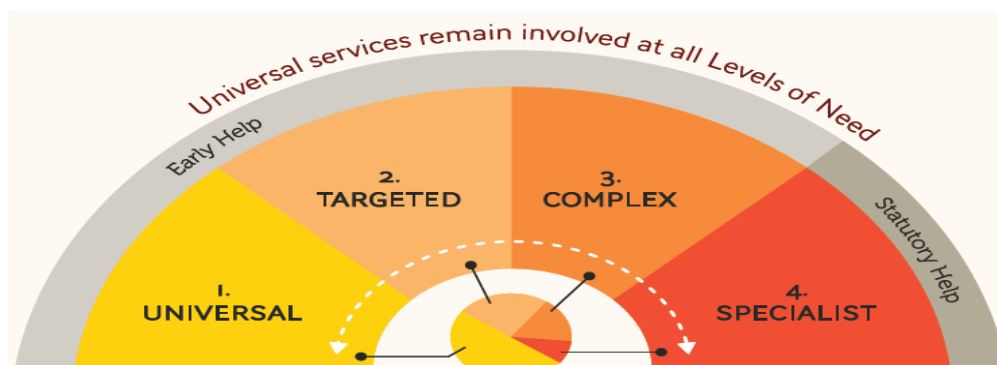 Universal services remain involved at all Levels of Need
Early Help
2.
TARGETED
3.
COMPLEX
Statutory Help
1.
UNIVERSAL
4.
SPECIALIST